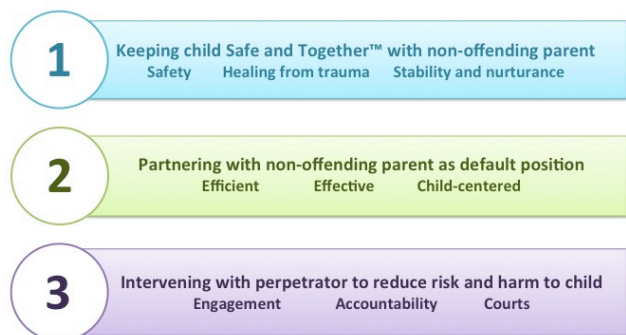 1
Keeping child Safe and Together™ with non-offending parent
Safety Healing from trauma Stability and nurturance
2
Partnering with non-offending parent as default position
Efficient Effective Child-centered
3
Intervening with perpetrator to reduce risk and harm to child
Engagement Accountability Courts